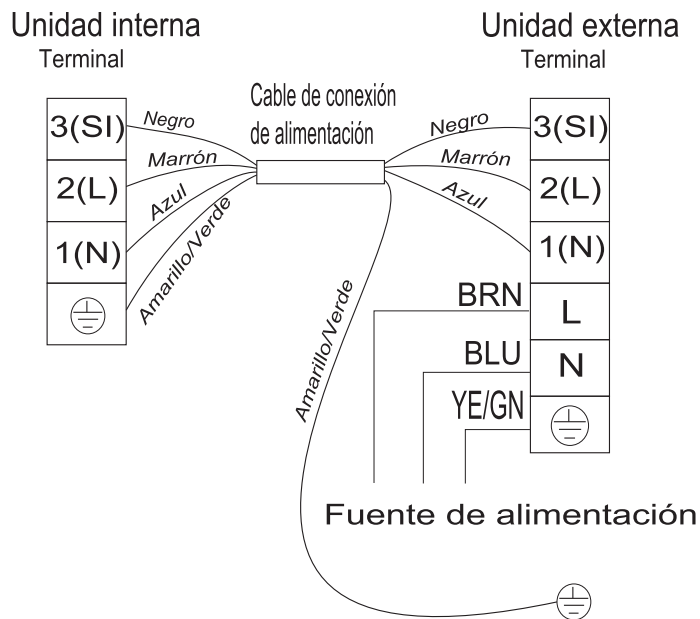 Unidad interna
Terminal
Unidad externa
Terminal
Cable de conexión
de alimentación
3(SI)
2(L)
1(N)
Negro
Marrón
Azul
Amarillo/Verde
Negro
Marrón
Azul
Amarillo/Verde
3(SI)
2(L)
1(N)
BRN
L
BLU
N
YE/GN
Fuente de alimentación